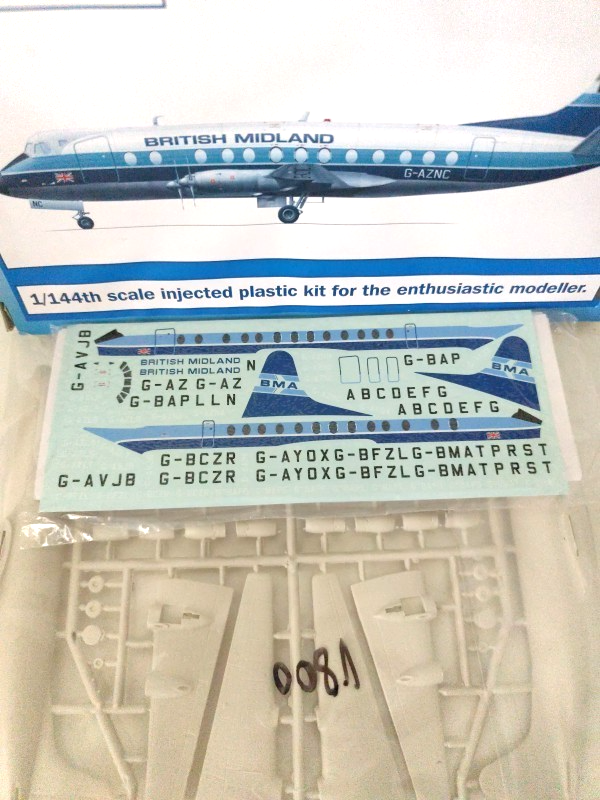 BRITISH MIDLAND
G-AZNC
NC
1/144th scale injected plastic kit for the enthusiastic modeller.
G-AVJB
BRITISH MIDLAND N
BRITISH MIDLAND
G-AZ G-AZ
G-BAPLLN
BMA
G-BAP
BMA
ABCDEFG
ABCDEFG
G-BCZR G-AYOXG-BFZLG-BMATPRST
G-AVJB G-BCZR G-AYOXG-BFZLG-BMATPRST